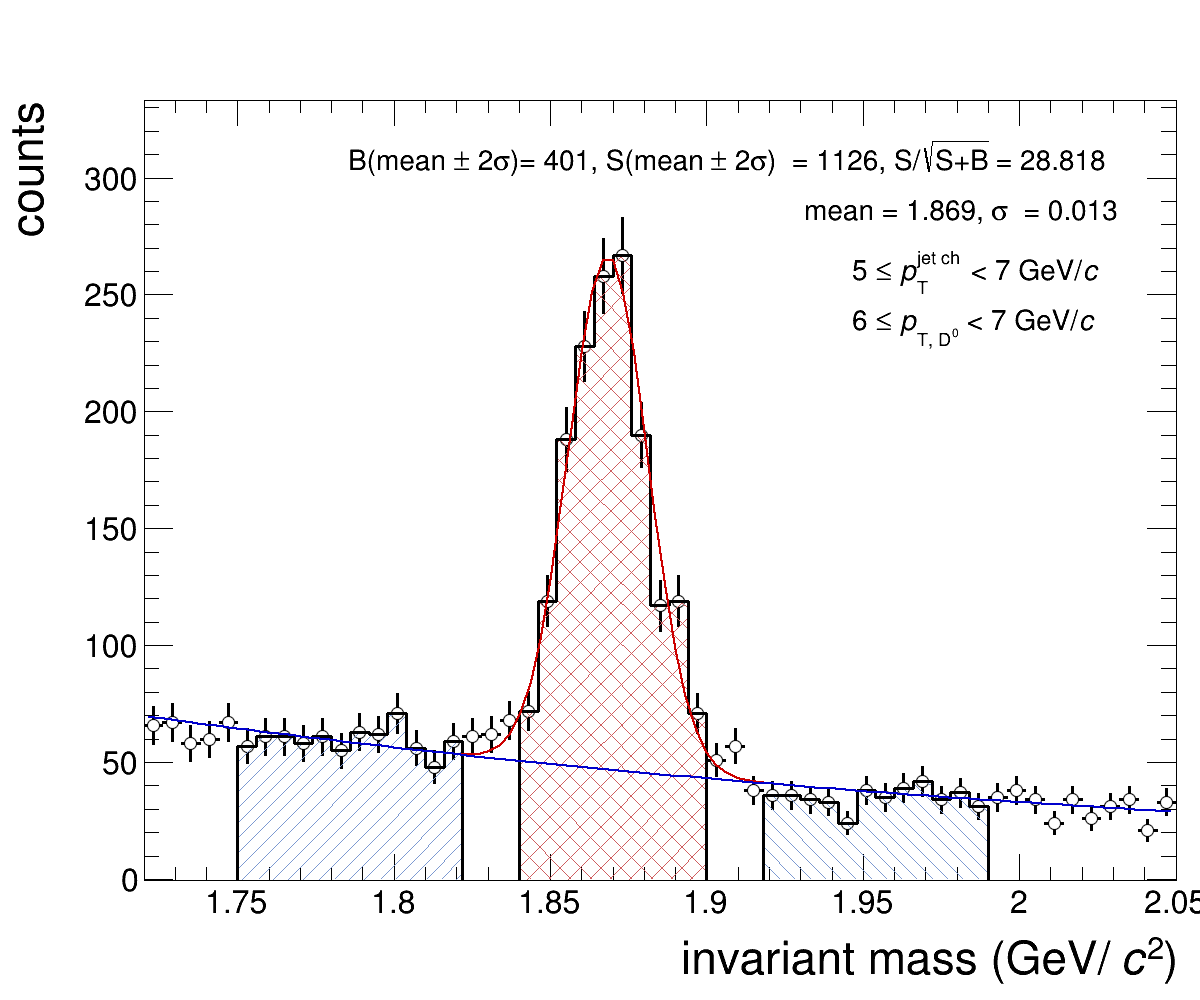 counts
B(mean ± 2σ)= 401, S(mean ± 2σ) = 1126, S/√S+B = 28.818
mean = 1.869, σ = 0.013
5 ≤ p_T^jet ch < 7 GeV/c
6 ≤ p_T, D⁰ < 7 GeV/c
300
250
200
150
100
50
0
1.75 1.8 1.85 1.9 1.95 2 2.05
invariant mass (GeV/ c²)